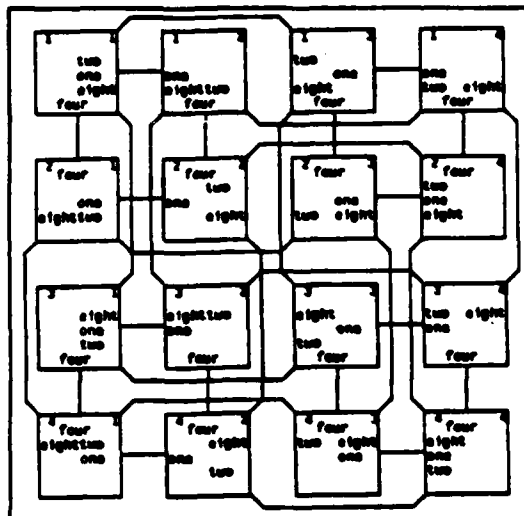 1 1
two
one
eight
four
1 2
one
eighttwo
four
1 3
two
one
four
1 4
one
two eight
four
2 1
four
one
eighttwo
2 2
four
two
one
eight
2 3
four
one
two eight
2 4
four
two
one
eight
3 1
eight
one
two
four
3 2
eighttwo
one
four
3 3
eight
one
two
four
3 4
two eight
one
four
4 1
four
eighttwo
one
4 2
four
eight
one
two
4 3
four
two eight
one
4 4
four
eight
one
two